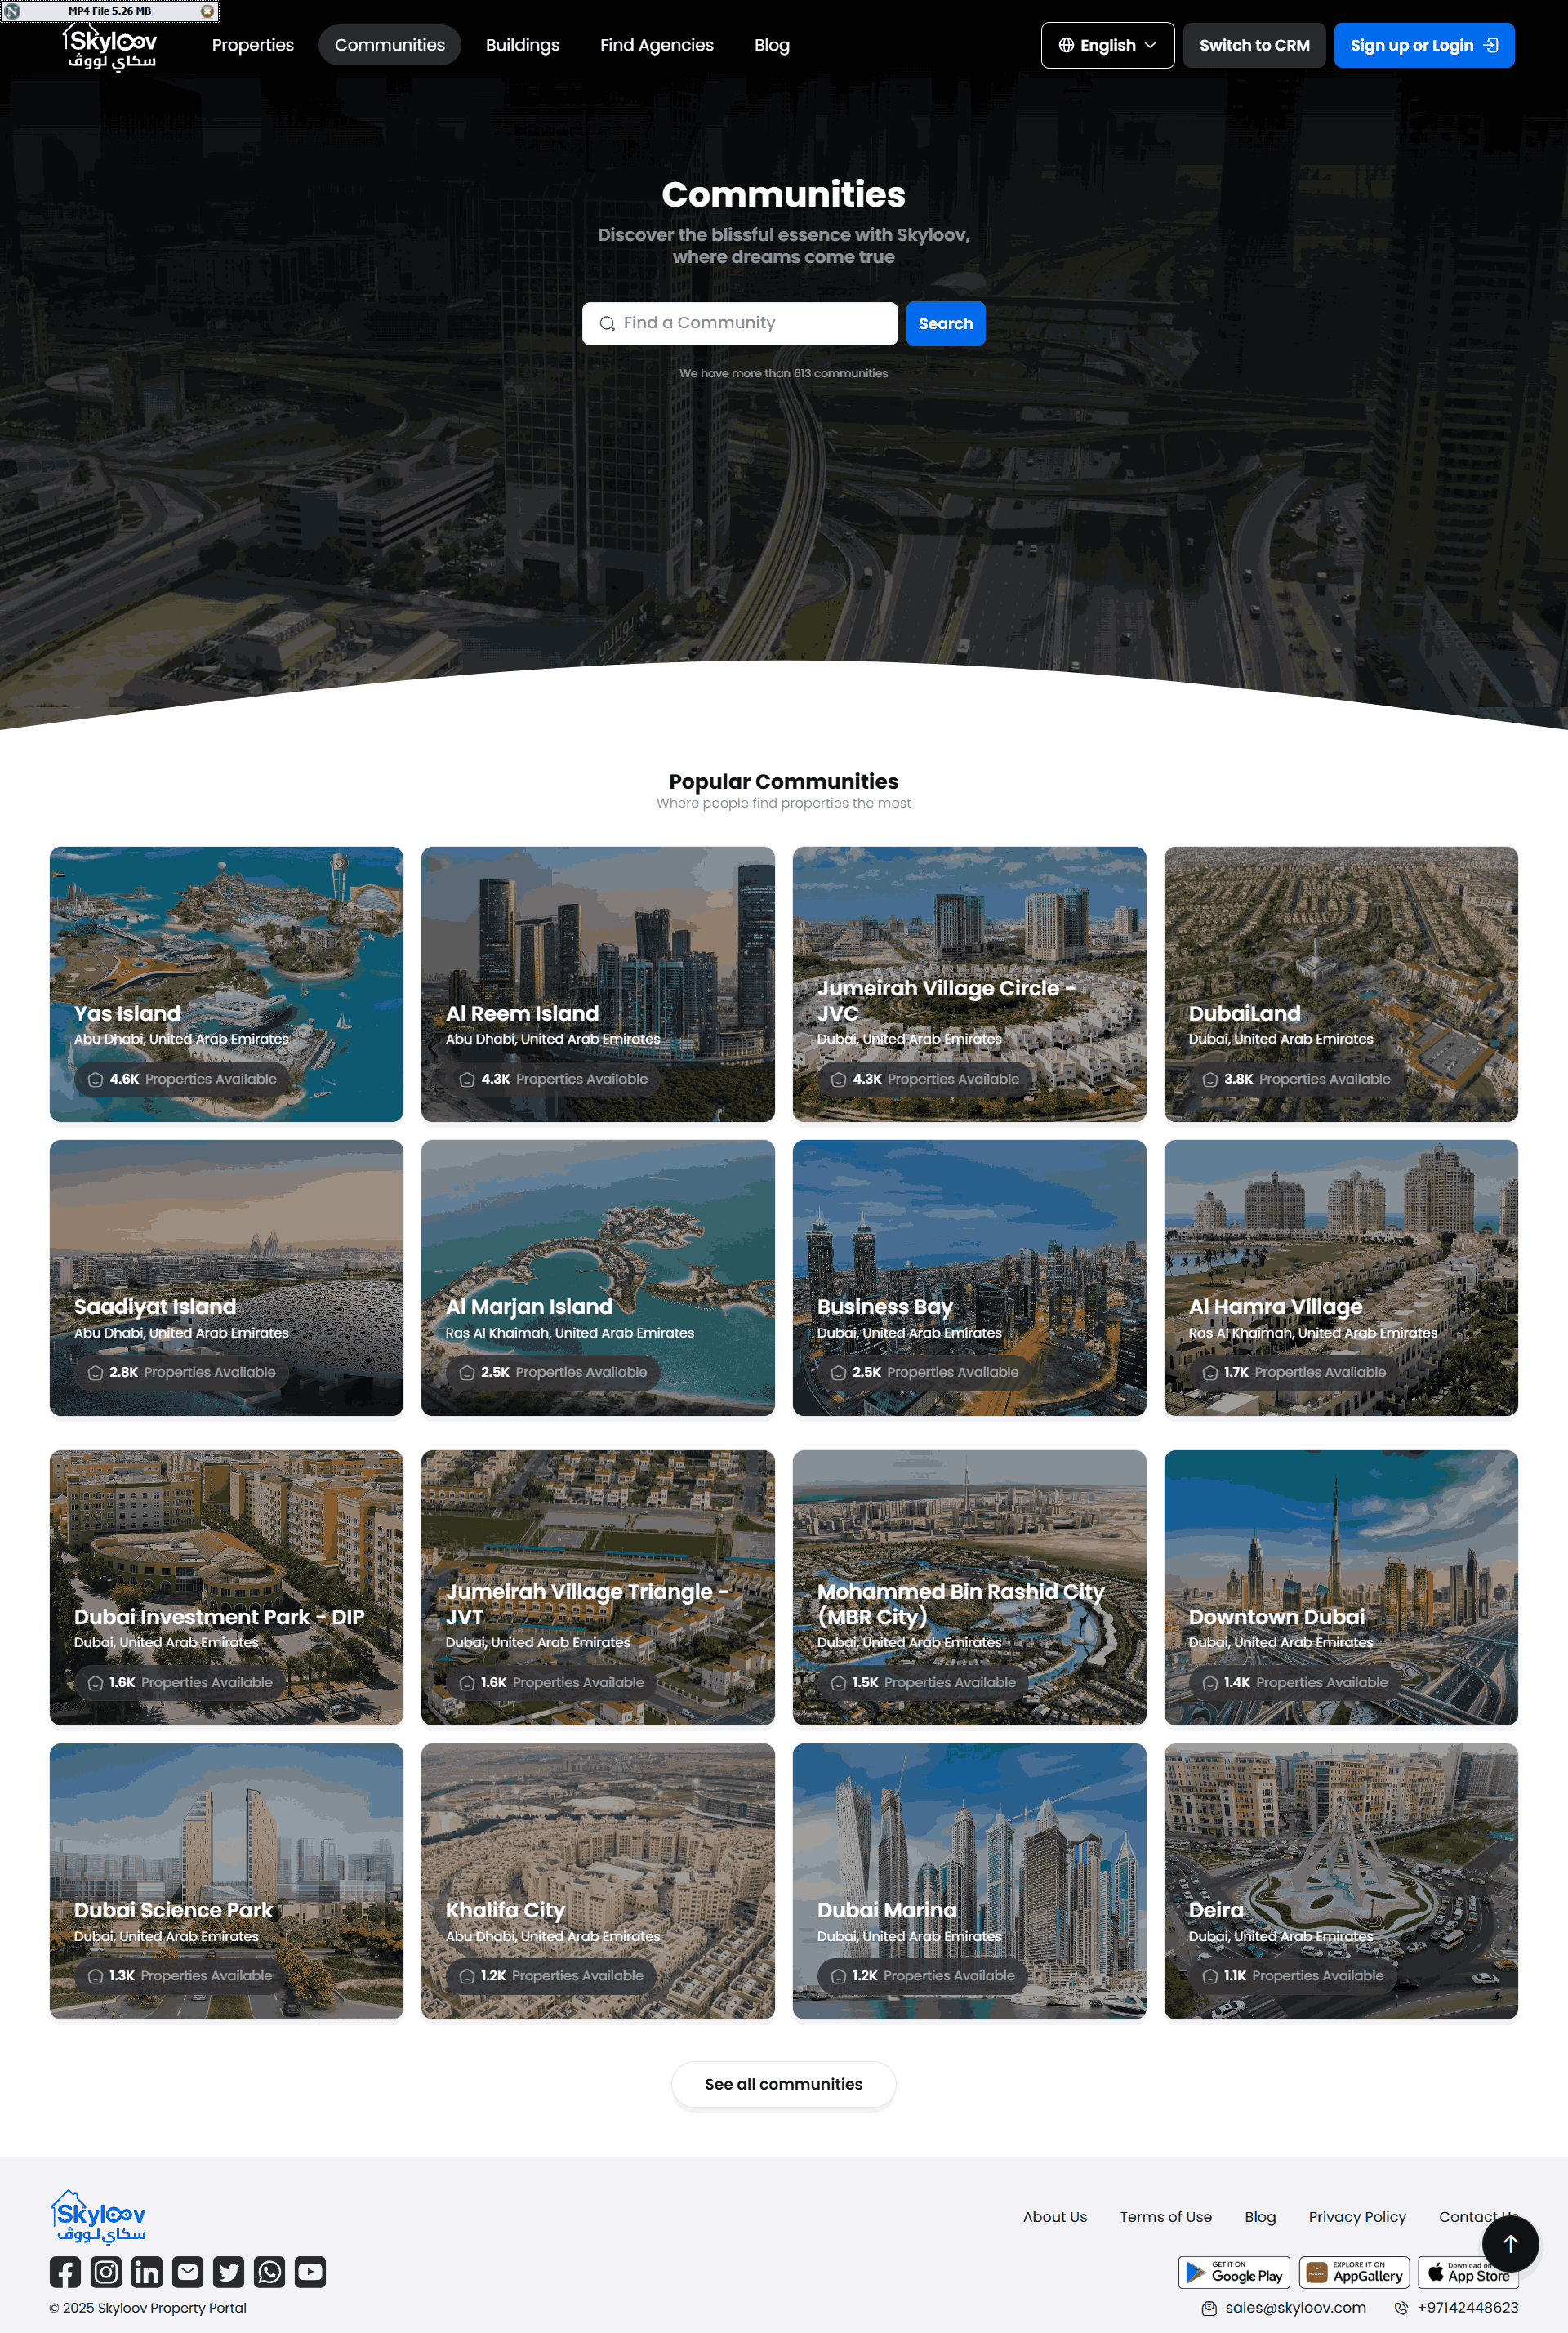 MP4 File 5.26 MB
Skyloov
سكاي لووڤ
Properties
Communities
Buildings
Find Agencies
Blog
English
Switch to CRM
Sign up or Login
Communities
Discover the blissful essence with Skyloov,
where dreams come true
Find a Community
Search
We have more than 613 communities
Popular Communities
Where people find properties the most
Yas Island
Abu Dhabi, United Arab Emirates
4.6K Properties Available
Al Reem Island
Abu Dhabi, United Arab Emirates
4.3K Properties Available
Jumeirah Village Circle -
JVC
Dubai, United Arab Emirates
4.3K Properties Available
DubaiLand
Dubai, United Arab Emirates
3.8K Properties Available
Saadiyat Island
Abu Dhabi, United Arab Emirates
2.8K Properties Available
Al Marjan Island
Ras Al Khaimah, United Arab Emirates
2.5K Properties Available
Business Bay
Dubai, United Arab Emirates
2.5K Properties Available
Al Hamra Village
Ras Al Khaimah, United Arab Emirates
1.7K Properties Available
Dubai Investment Park - DIP
Dubai, United Arab Emirates
1.6K Properties Available
Jumeirah Village Triangle -
JVT
Dubai, United Arab Emirates
1.6K Properties Available
Mohammed Bin Rashid City
(MBR City)
Dubai, United Arab Emirates
1.5K Properties Available
Downtown Dubai
Dubai, United Arab Emirates
1.4K Properties Available
Dubai Science Park
Dubai, United Arab Emirates
1.3K Properties Available
Khalifa City
Abu Dhabi, United Arab Emirates
1.2K Properties Available
Dubai Marina
Dubai, United Arab Emirates
1.2K Properties Available
Deira
Dubai, United Arab Emirates
1.1K Properties Available
See all communities
Skyloov
سكاي لووڤ
About Us
Terms of Use
Blog
Privacy Policy
Contact Us
GET IT ON
Google Play
EXPLORE IT ON
AppGallery
Download on
App Store
© 2025 Skyloov Property Portal
sales@skyloov.com
+97142448623